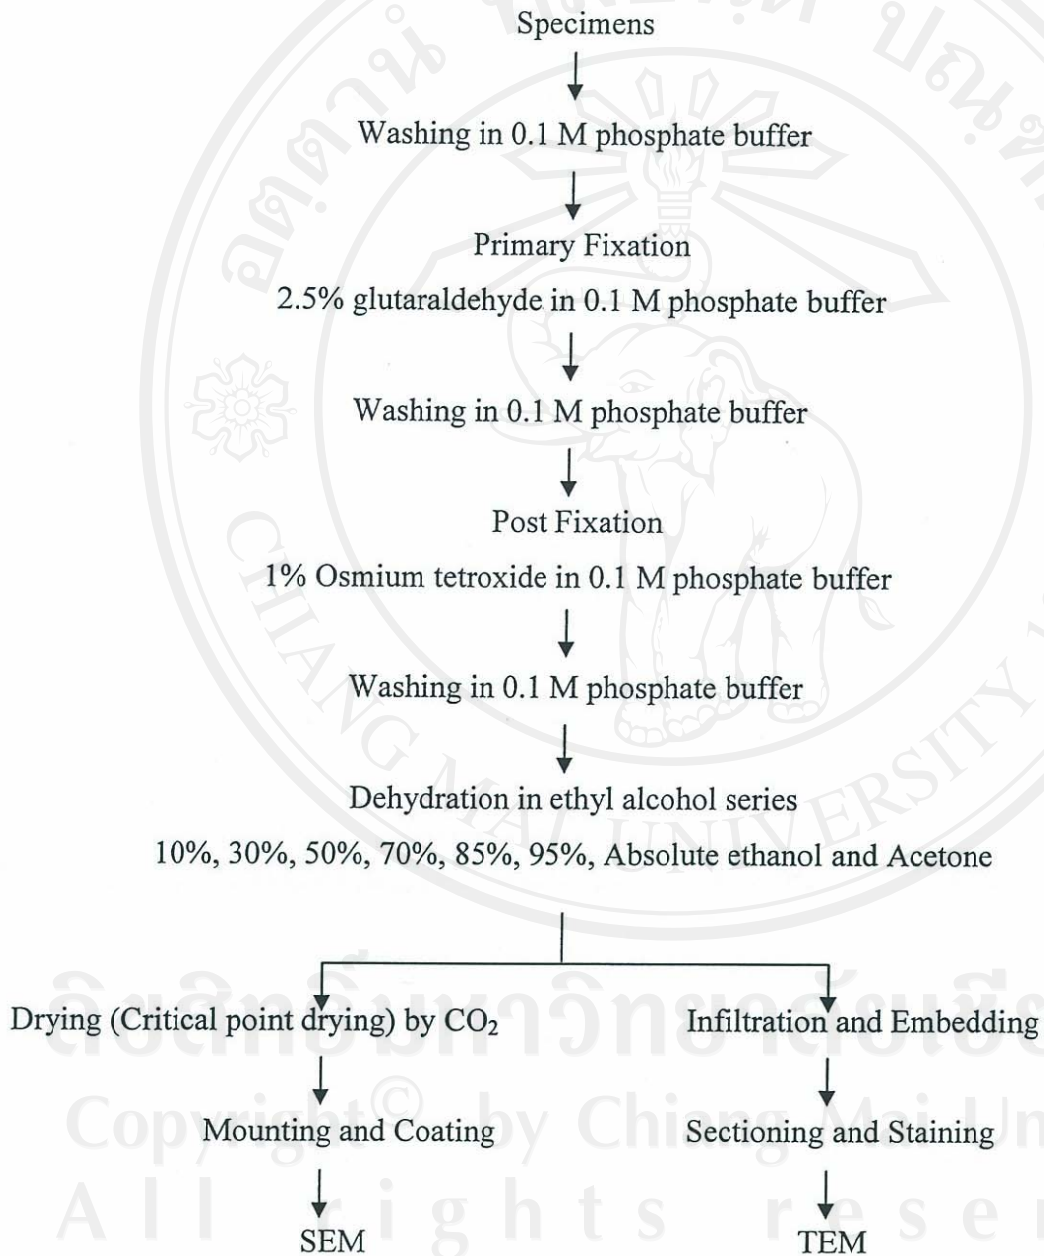 Specimens
Washing in 0.1 M phosphate buffer
Primary Fixation
2.5% glutaraldehyde in 0.1 M phosphate buffer
Washing in 0.1 M phosphate buffer
Post Fixation
1% Osmium tetroxide in 0.1 M phosphate buffer
Washing in 0.1 M phosphate buffer
Dehydration in ethyl alcohol series
10%, 30%, 50%, 70%, 85%, 95%, Absolute ethanol and Acetone
Drying (Critical point drying) by CO₂
Infiltration and Embedding
Mounting and Coating
Sectioning and Staining
SEM
TEM
CHIANG MAI UNIVERSITY
Copyright© by Chiang Mai
All rights